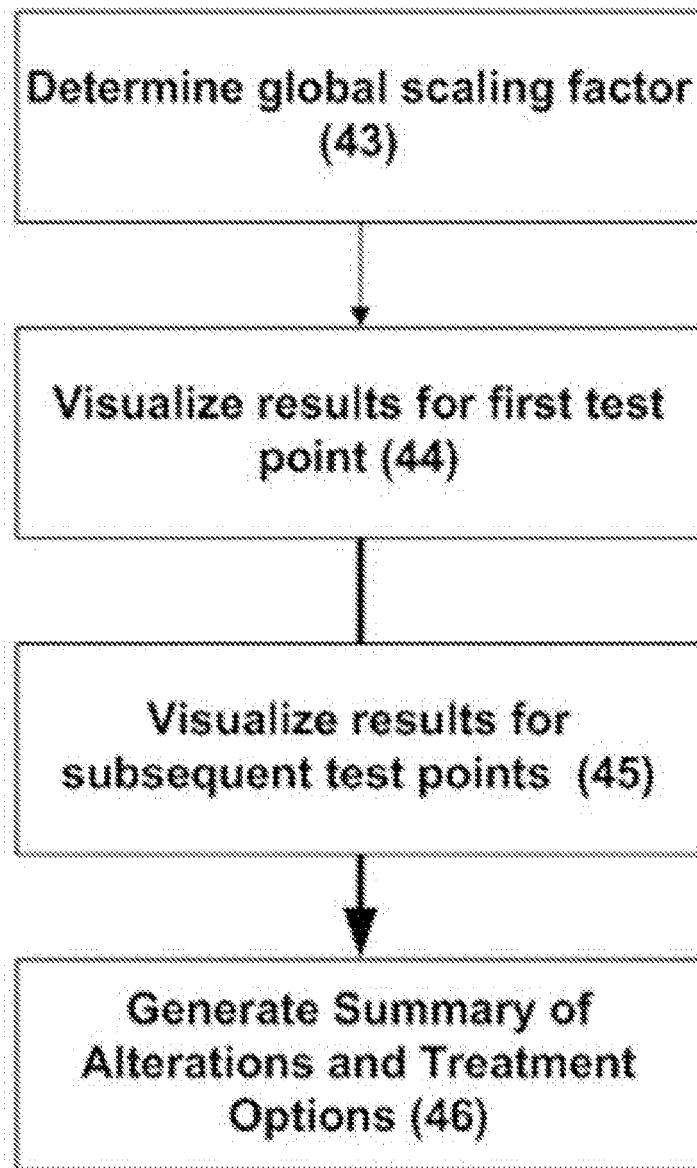 Determine global scaling factor
(43)
Visualize results for first test
point (44)
Visualize results for
subsequent test points (45)
Generate Summary of
Alterations and Treatment
Options (46)